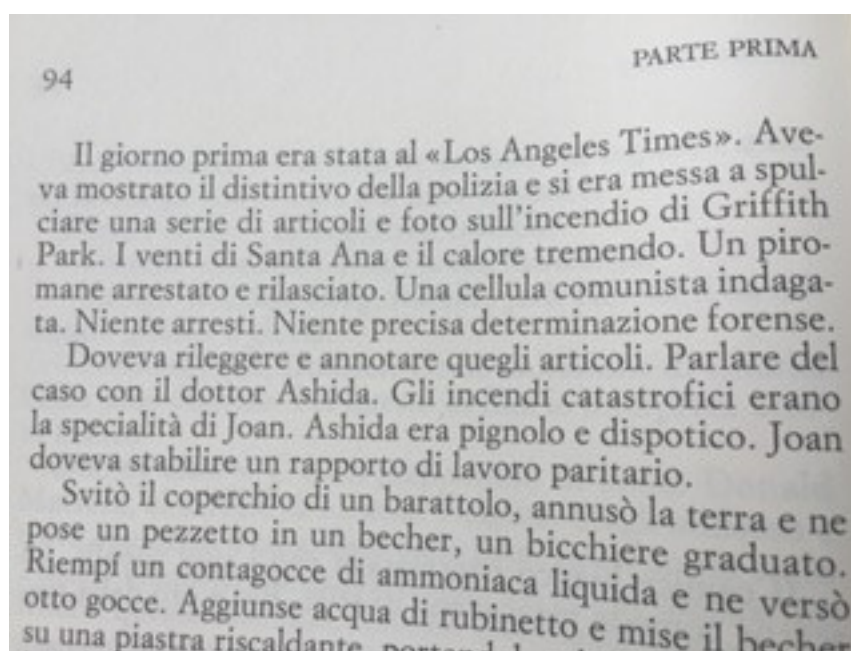 94
PARTE PRIMA
Il giorno prima era stata al «Los Angeles Times». Ave-
va mostrato il distintivo della polizia e si era messa a spul-
ciare una serie di articoli e foto sull'incendio di Griffith
Park. I venti di Santa Ana e il calore tremendo. Un piro-
mane arrestato e rilasciato. Una cellula comunista indaga-
ta. Niente arresti. Niente precisa determinazione forense.
Doveva rileggere e annotare quegli articoli. Parlare del
caso con il dottor Ashida. Gli incendi catastrofici erano
la specialità di Joan. Ashida era pignolo e dispotico. Joan
doveva stabilire un rapporto di lavoro paritario.
Svitò il coperchio di un barattolo, annusò la terra e ne
pose un pezzetto in un becher, un bicchiere graduato.
Riempí un contagocce di ammoniaca liquida e ne versò
otto gocce. Aggiunse acqua di rubinetto e mise il becher
su una piastra riscaldante,